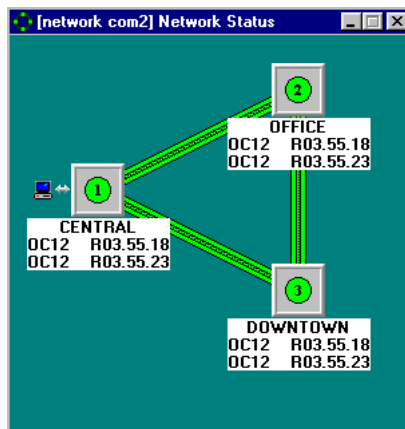 [network com2] Network Status
2
OFFICE
OC12 R03.55.18
OC12 R03.55.23
1
CENTRAL
OC12 R03.55.18
OC12 R03.55.23
3
DOWNTOWN
OC12 R03.55.18
OC12 R03.55.23